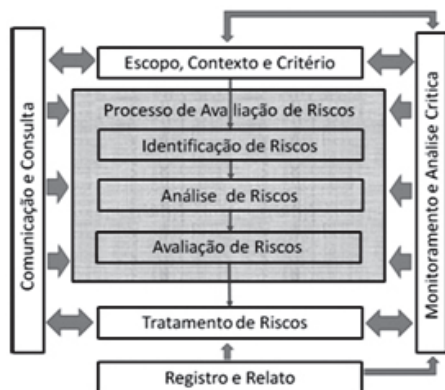 Comunicação e Consulta
Escopo, Contexto e Critério
Processo de Avaliação de Riscos
Identificação de Riscos
Análise de Riscos
Avaliação de Riscos
Tratamento de Riscos
Registro e Relato
Monitoramento e Análise Critica